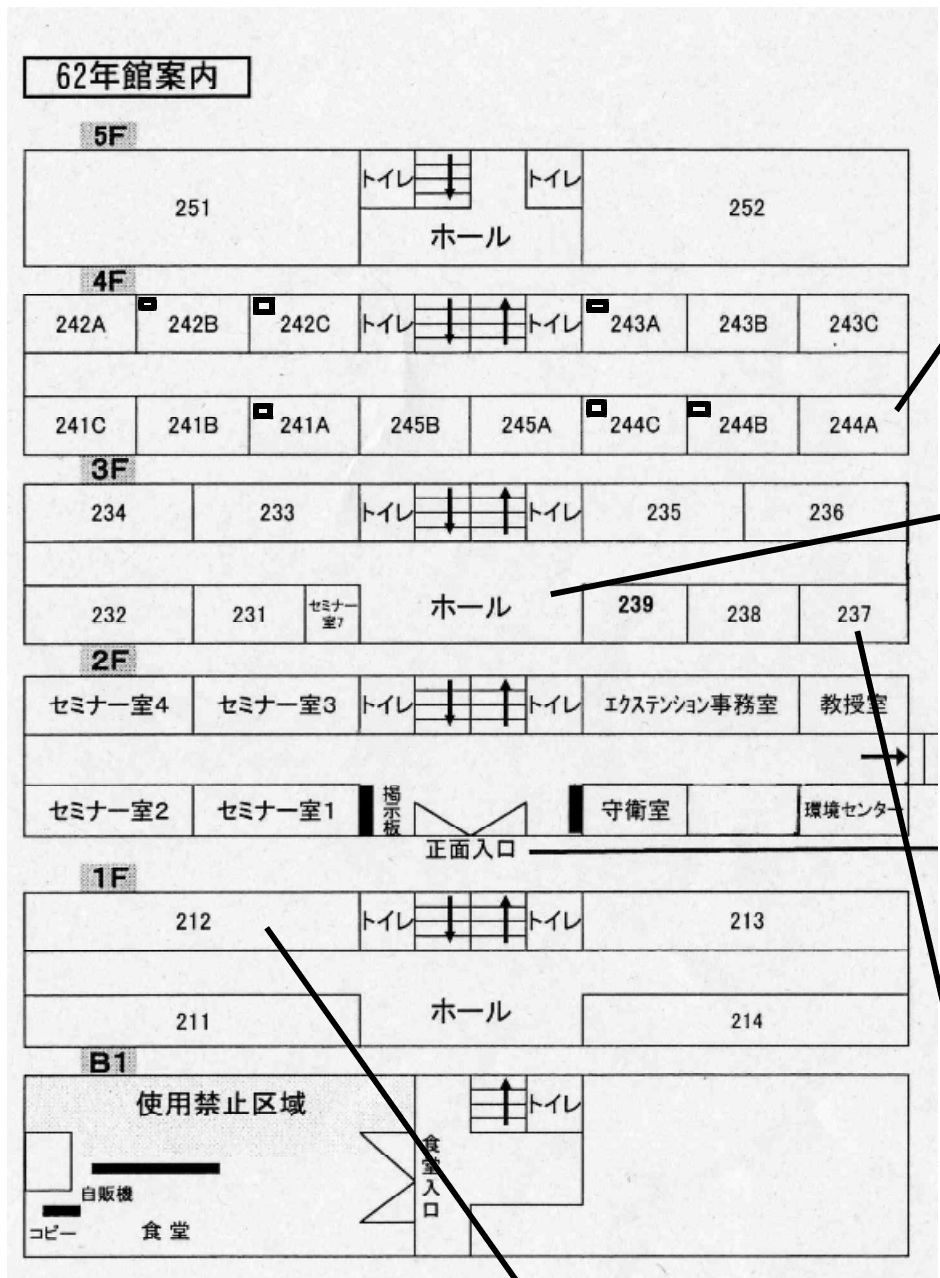 62年館案内
5F
トイレ トイレ
251 252
ホール
4F
242A 242B 242C トイレ トイレ 243A 243B 243C
241C 241B 241A 245B 245A 244C 244B 244A
3F
234 233 トイレ トイレ 235 236
232 231 セミナー室7 ホール 239 238 237
2F
セミナー室4 セミナー室3 トイレ トイレ エクステンション事務室 教授室
セミナー室2 セミナー室1 掲示板 守衛室 環境センター
正面入口
1F
212 トイレ トイレ 213
211 ホール 214
B1
使用禁止区域 トイレ
食堂入口
自販機
コピー 食堂